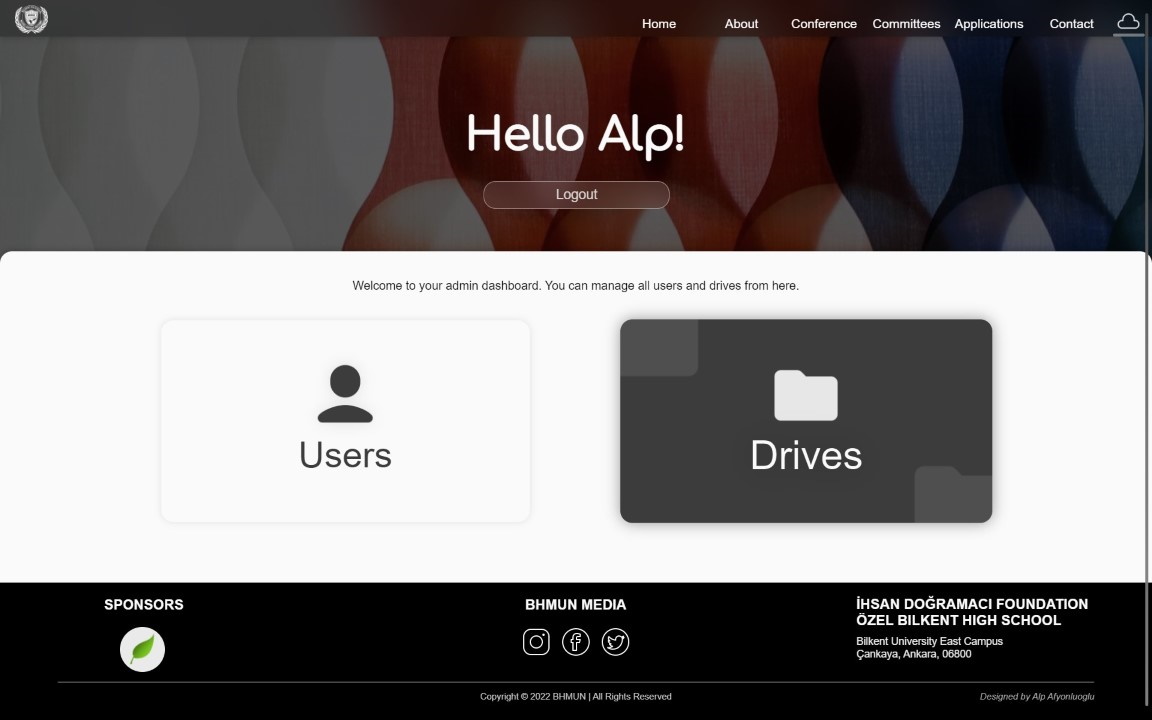 Home About Conference Committees Applications Contact
Hello Alp!
Logout
Welcome to your admin dashboard. You can manage all users and drives from here.
Users
Drives
SPONSORS
BHMUN MEDIA
İHSAN DOĞRAMACI FOUNDATION
ÖZEL BILKENT HIGH SCHOOL
Bilkent University East Campus
Çankaya, Ankara, 06800
Copyright © 2022 BHMUN | All Rights Reserved
Designed by Alp Afyonluoglu